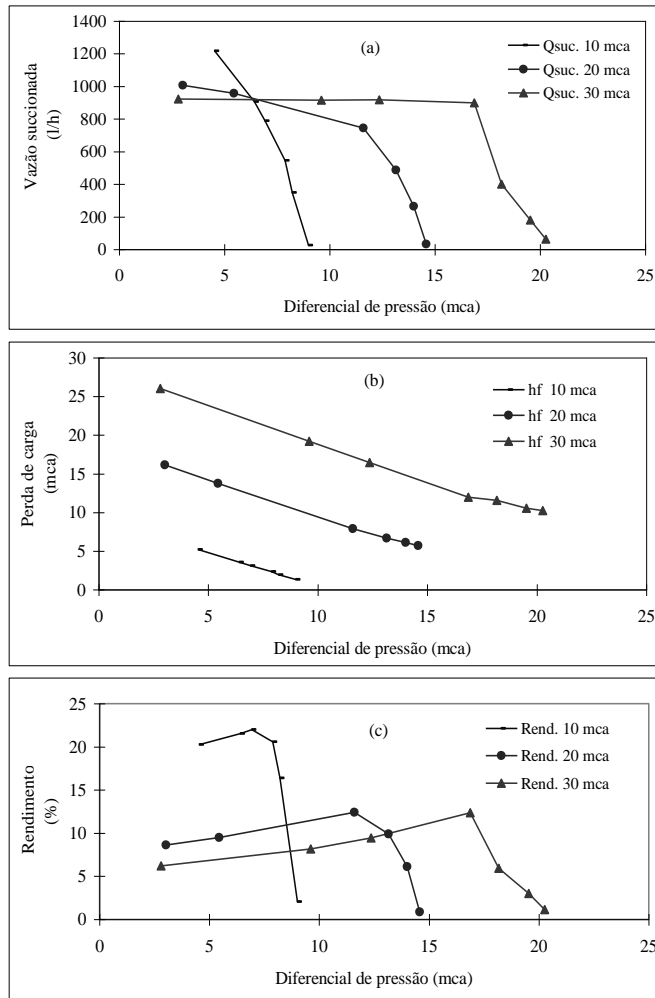 (a)
1400
1200
1000
800
600
400
200
0
Vazão succionada
(l/h)
Qsuc. 10 mca
Qsuc. 20 mca
Qsuc. 30 mca
0 5 10 15 20
Diferencial de pressão (mca)
(b)
30
25
20
15
10
5
0
Perda de carga
(mca)
hf 10 mca
hf 20 mca
hf 30 mca
0 5 10 15 20
Diferencial de pressão (mca)
(c)
25
20
15
10
5
0
Rendimento
(%)
Rend. 10 mca
Rend. 20 mca
Rend. 30 mca
0 5 10 15 20
Diferencial de pressão (mca)